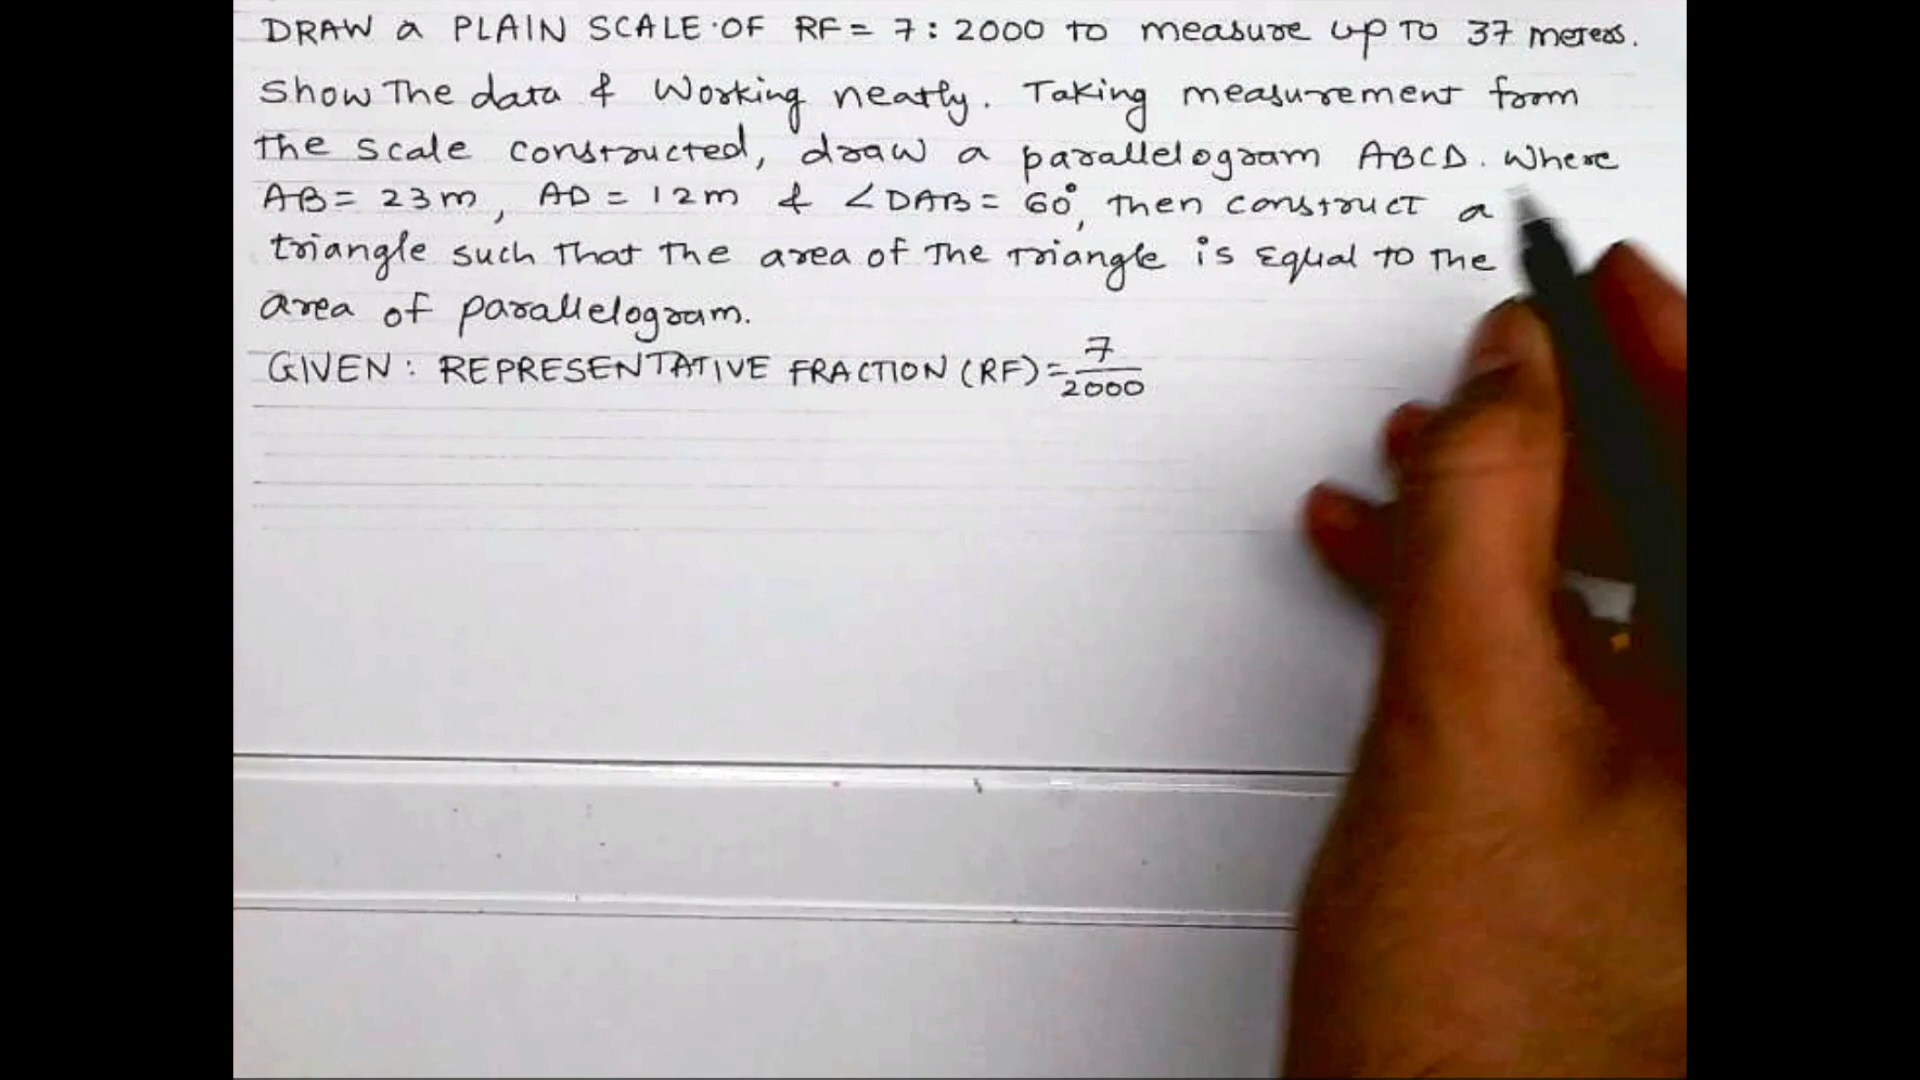 DRAW a PLAIN SCALE OF RF = 7 : 2000 to measure up TO 37 meters.
Show The data & Working neatly. Taking measurement from
the scale constructed, draw a parallelogram ABCD. Where
AB = 23m, AD = 12m & ∠DAB = 60°, then construct a
triangle such that the area of the triangle is Equal to the
area of parallelogram.
GIVEN: REPRESENTATIVE FRACTION (RF) = 7/2000